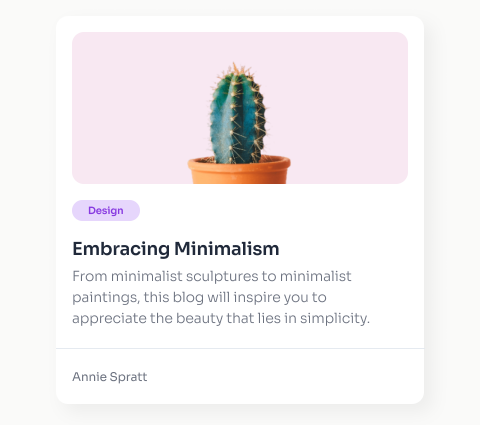 Design
Embracing Minimalism
From minimalist sculptures to minimalist
paintings, this blog will inspire you to
appreciate the beauty that lies in simplicity.
Annie Spratt